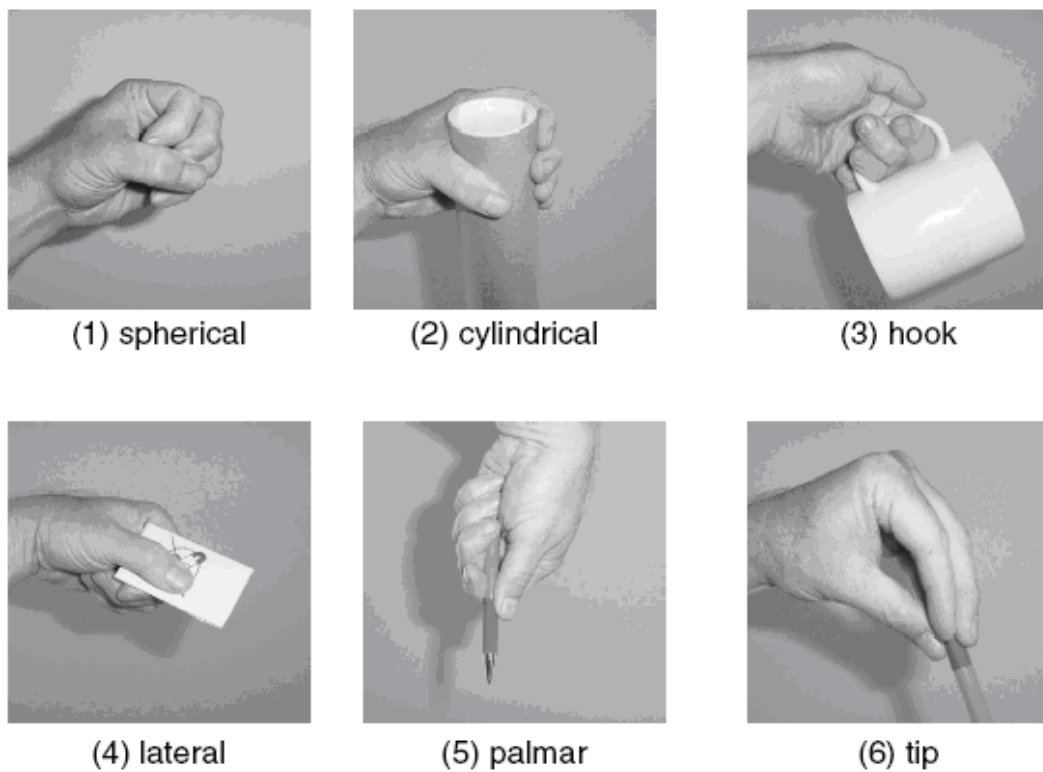 (1) spherical
(2) cylindrical
(3) hook
(4) lateral
(5) palmar
(6) tip